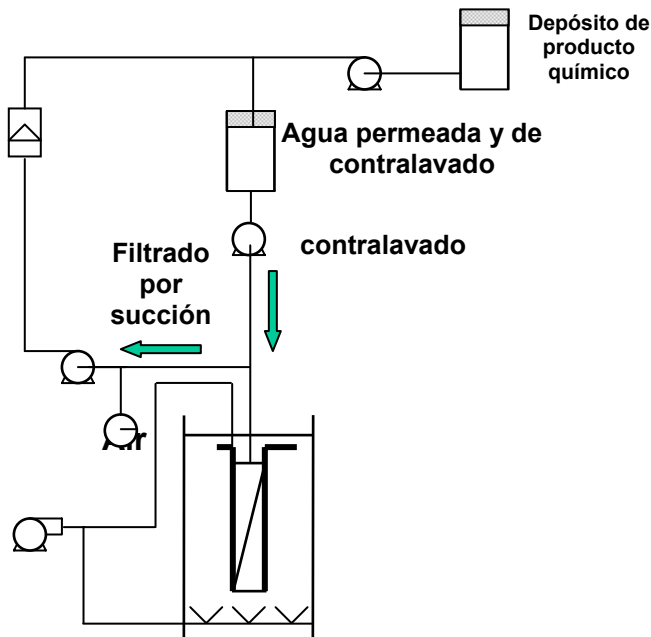 Depósito de
producto
químico
Agua permeada y de
contralavado
contralavado
Filtrado
por
succión
Air